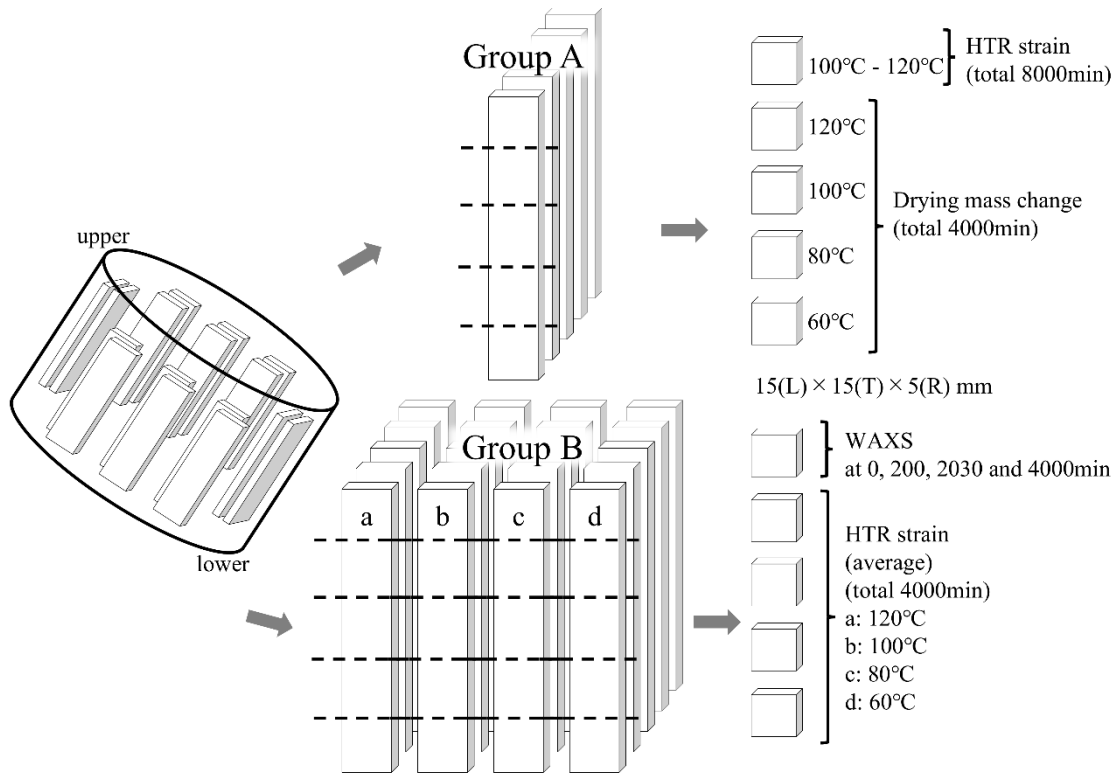 upper
lower
Group A
100℃ - 120℃
HTR strain
(total 8000min)
120℃
100℃
80℃
60℃
Drying mass change
(total 4000min)
15(L) × 15(T) × 5(R) mm
Group B
a
b
c
d
WAXS
at 0, 200, 2030 and 4000min
HTR strain
(average)
(total 4000min)
a: 120℃
b: 100℃
c: 80℃
d: 60℃